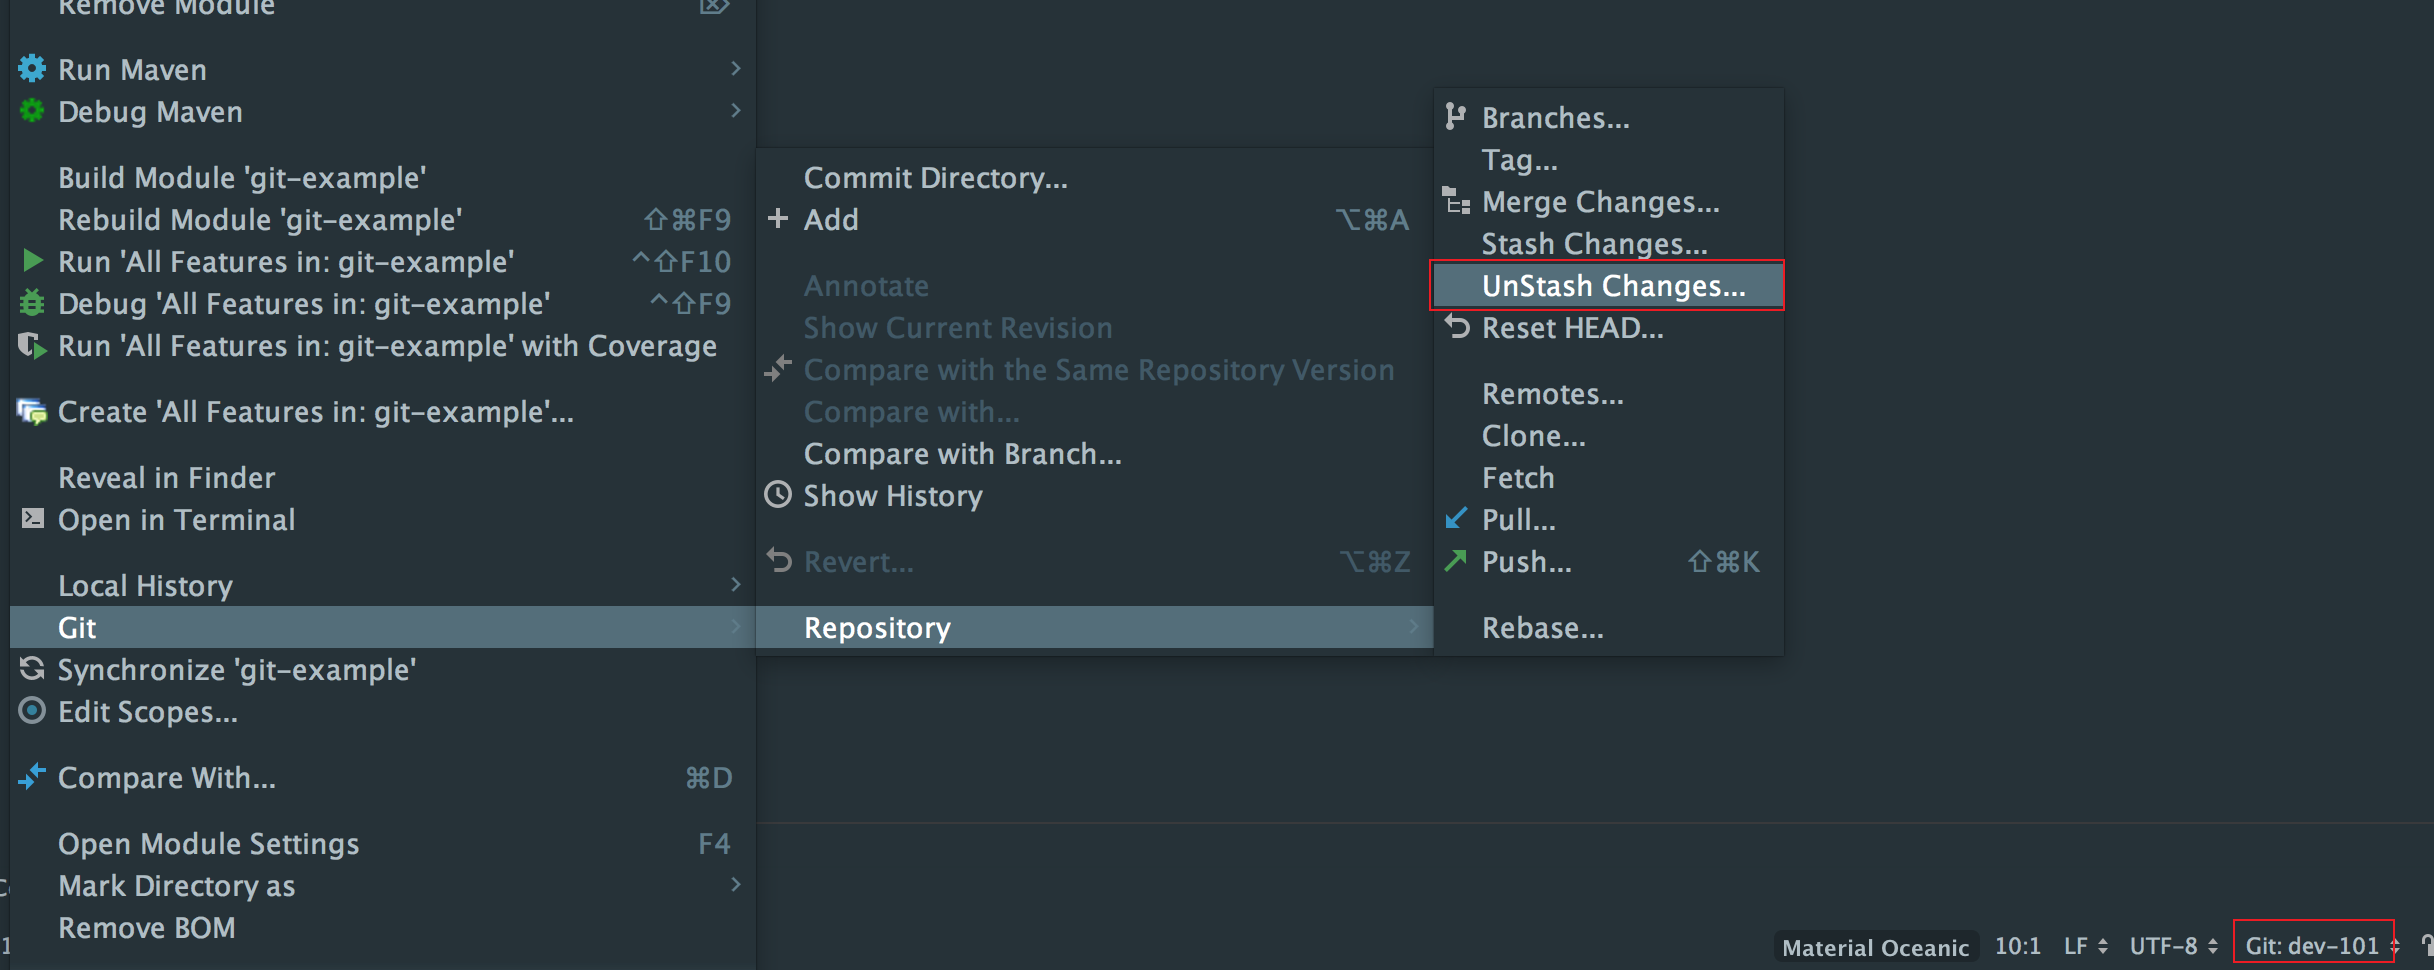 Remove Module
Run Maven
Debug Maven
Build Module 'git-example'
Rebuild Module 'git-example' ⇧⌘F9
Run 'All Features in: git-example' ^⇧F10
Debug 'All Features in: git-example' ^⇧F9
Run 'All Features in: git-example' with Coverage
Create 'All Features in: git-example'...
Reveal in Finder
Open in Terminal
Local History
Git
Synchronize 'git-example'
Edit Scopes...
Compare With... ⌘D
Open Module Settings F4
Mark Directory as
Remove BOM
Commit Directory...
Add ⌥⌘A
Annotate
Show Current Revision
Compare with the Same Repository Version
Compare with...
Compare with Branch...
Show History
Revert... ⌥⌘Z
Repository
Branches...
Tag...
Merge Changes...
Stash Changes...
UnStash Changes...
Reset HEAD...
Remotes...
Clone...
Fetch
Pull...
Push... ⇧⌘K
Rebase...
Material Oceanic 10:1 LF UTF-8 Git: dev-101